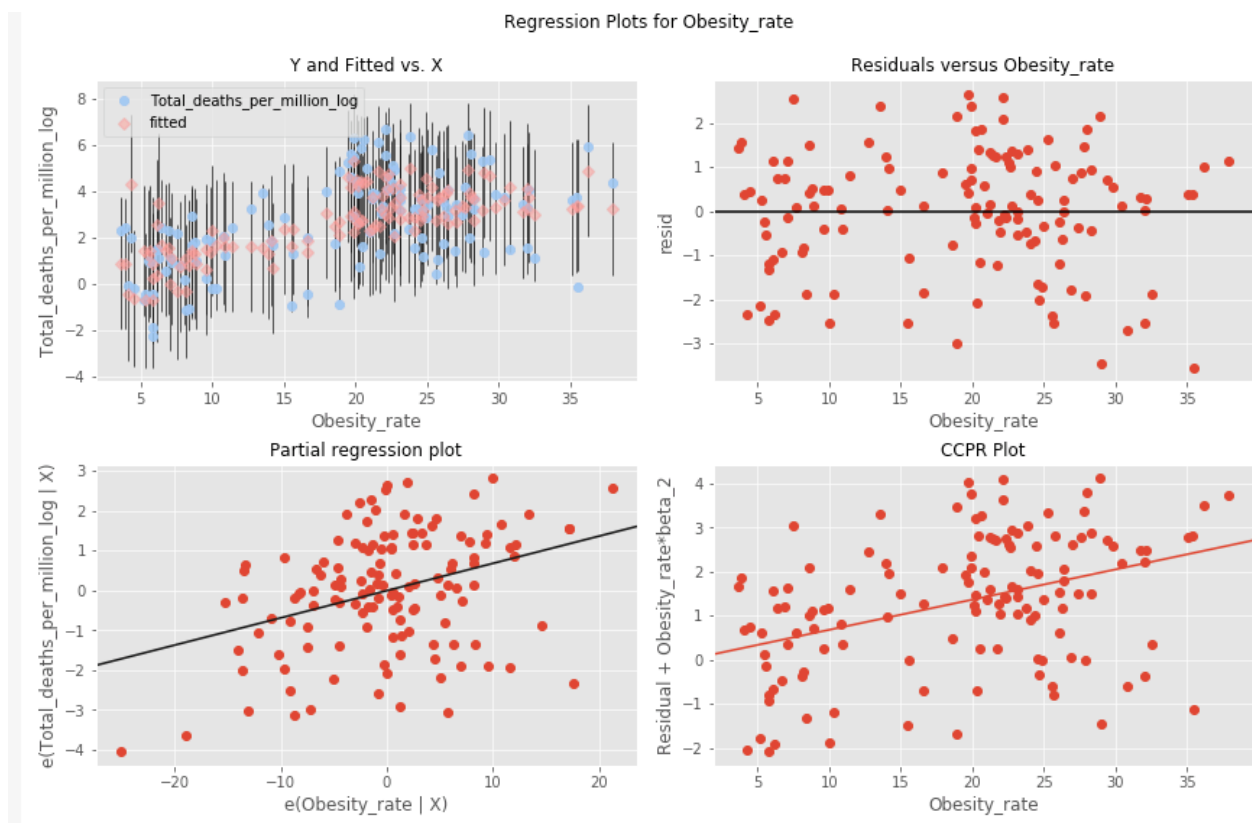 Regression Plots for Obesity_rate
Y and Fitted vs. X
Total_deaths_per_million_log
fitted
8
6
4
2
0
−2
−4
Total_deaths_per_million_log
5 10 15 20 25 30 35
Obesity_rate
Residuals versus Obesity_rate
2
1
0
−1
−2
−3
resid
5 10 15 20 25 30 35
Obesity_rate
Partial regression plot
3
2
1
0
−1
−2
−3
−4
e(Total_deaths_per_million_log | X)
−20 −10 0 10 20
e(Obesity_rate | X)
CCPR Plot
4
3
2
1
0
−1
−2
Residual + Obesity_rate*beta_2
5 10 15 20 25 30 35
Obesity_rate